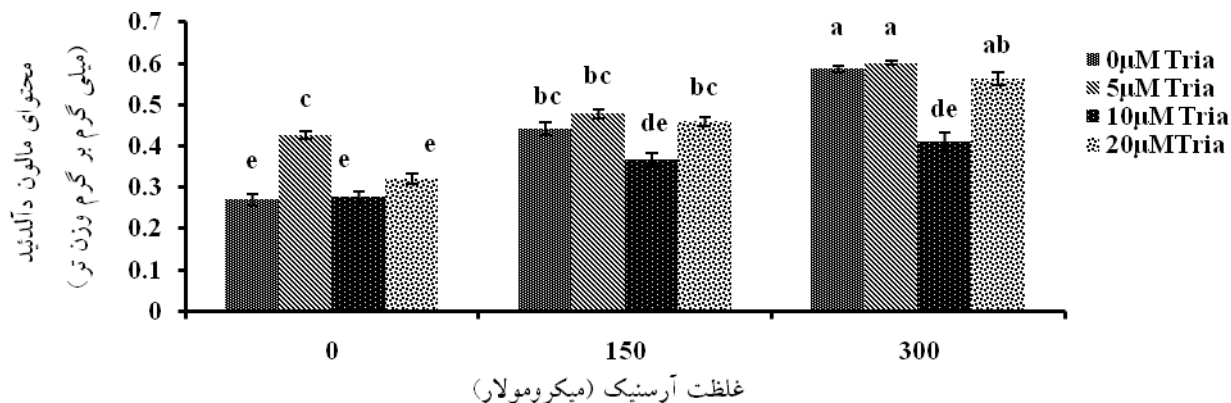 محتوای مالون دآلدئید
(میلی گرم بر گرم وزن تر)
0.7
0.6
0.5
0.4
0.3
0.2
0.1
0
e c e e
bc bc de bc
a a de ab
0 150 300
غلظت آرسنیک (میکرومولار)
0µM Tria
5µM Tria
10µM Tria
20µMTria